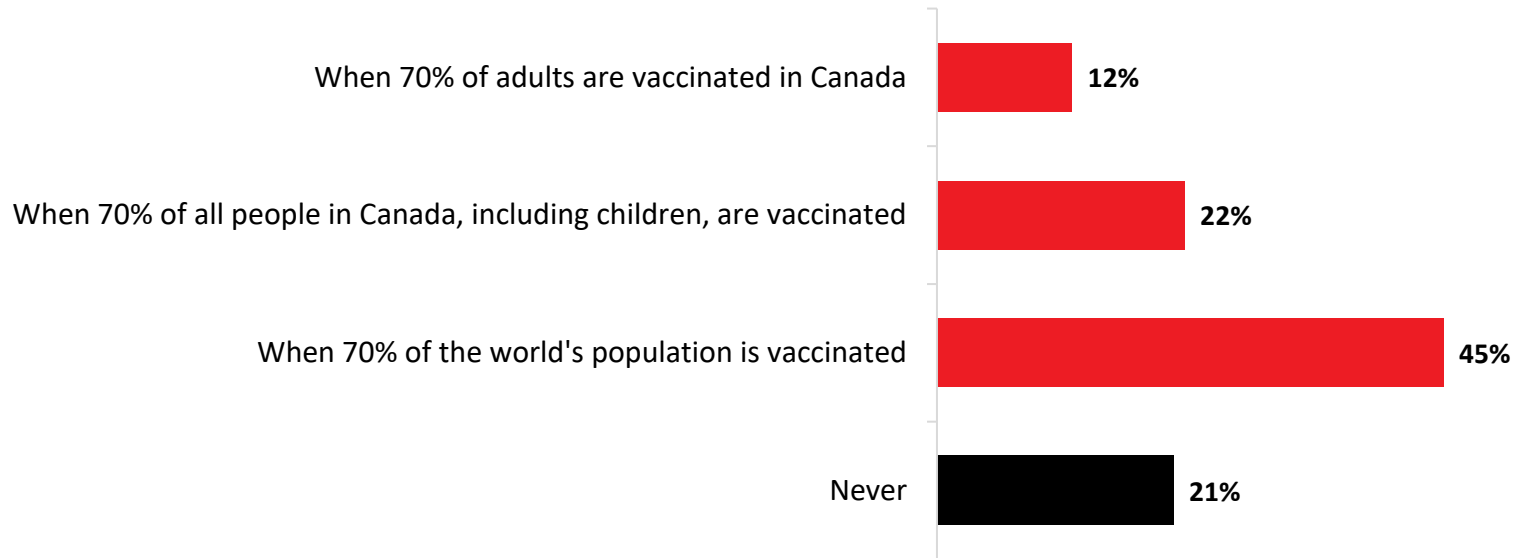 When 70% of adults are vaccinated in Canada
12%
When 70% of all people in Canada, including children, are vaccinated
22%
When 70% of the world's population is vaccinated
45%
Never
21%